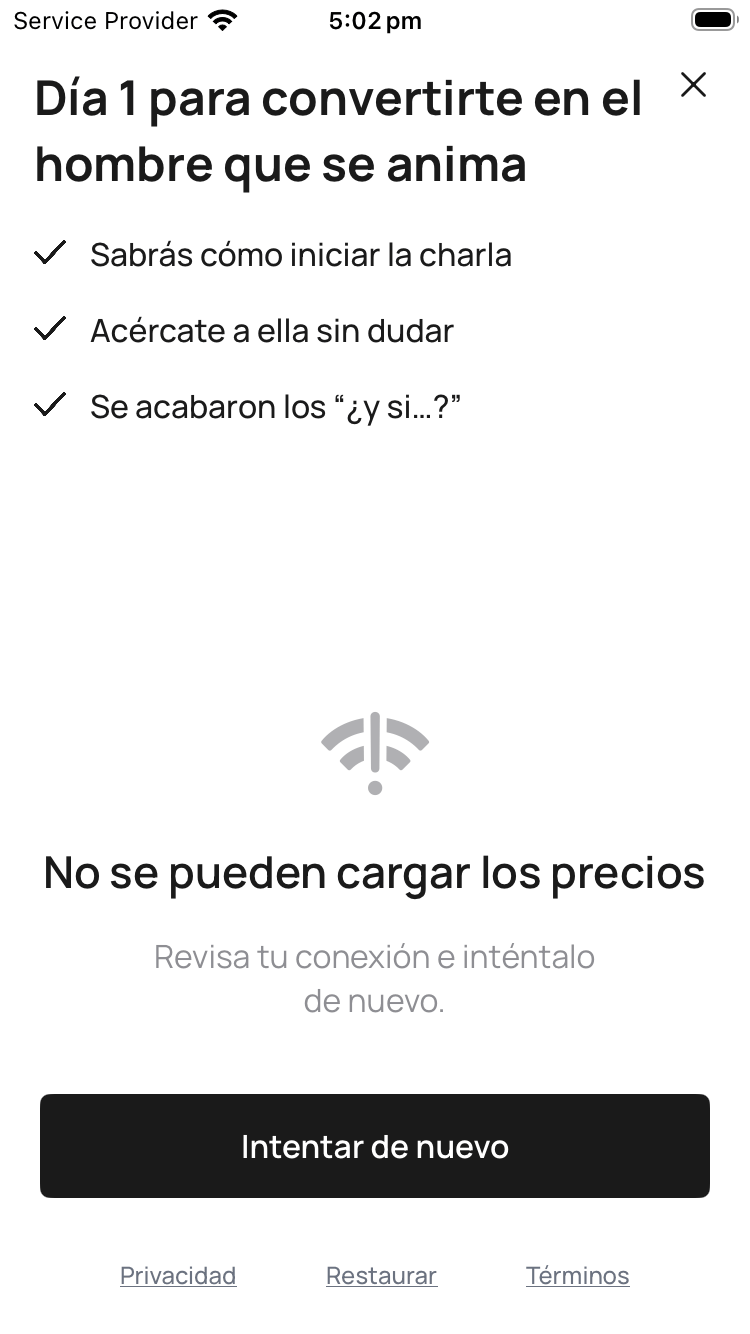 Service Provider 5:02 pm
Día 1 para convertirte en el
hombre que se anima
Sabrás cómo iniciar la charla
Acércate a ella sin dudar
Se acabaron los “¿y si...?”
No se pueden cargar los precios
Revisa tu conexión e inténtalo
de nuevo.
Intentar de nuevo
Privacidad Restaurar Términos